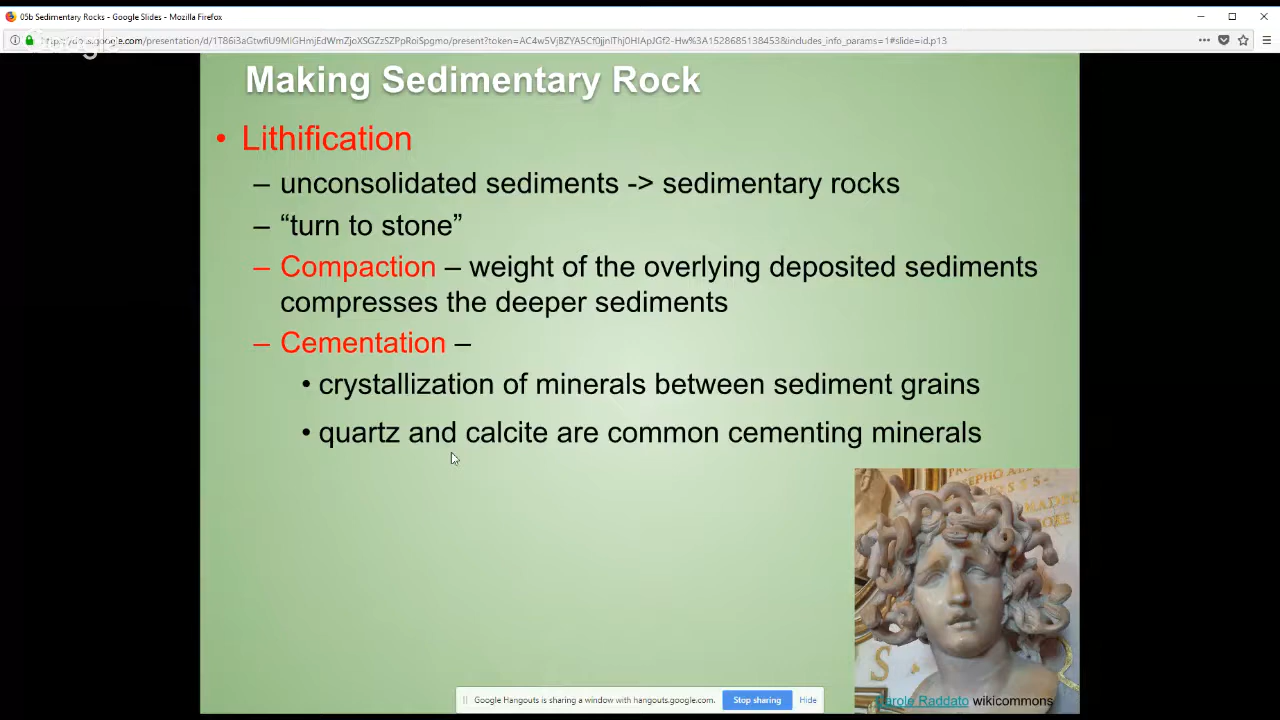 05b Sedimentary Rocks - Google Slides - Mozilla Firefox
Making Sedimentary Rock
• Lithification
– unconsolidated sediments -> sedimentary rocks
– “turn to stone”
– Compaction – weight of the overlying deposited sediments
compresses the deeper sediments
– Cementation –
• crystallization of minerals between sediment grains
• quartz and calcite are common cementing minerals
Google Hangouts is sharing a window with hangouts.google.com. Stop sharing Hide
Carole Raddato wikicommons